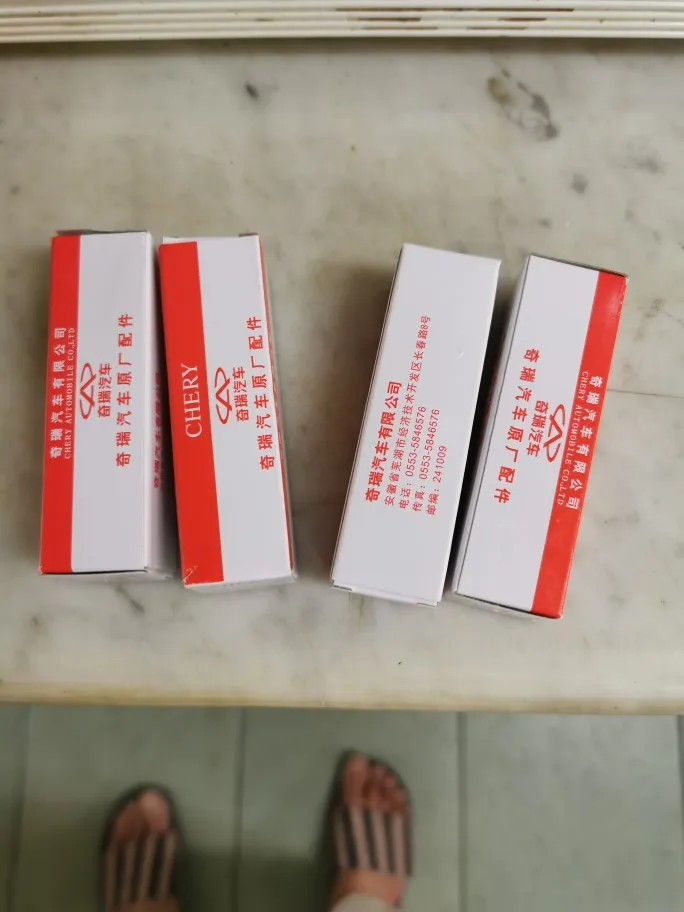 奇瑞汽车有限公司
CHERY AUTOMOBILE CO.,LTD
奇瑞汽车
奇瑞汽车原厂配件
CHERY
奇瑞汽车
奇瑞汽车原厂配件
奇瑞汽车有限公司
安徽省芜湖市经济技术开发区长春路8号
电话:0553-5846576
传真:0553-5846576
邮编:241009
奇瑞汽车有限公司
CHERY AUTOMOBILE CO.,LTD
奇瑞汽车
奇瑞汽车原厂配件